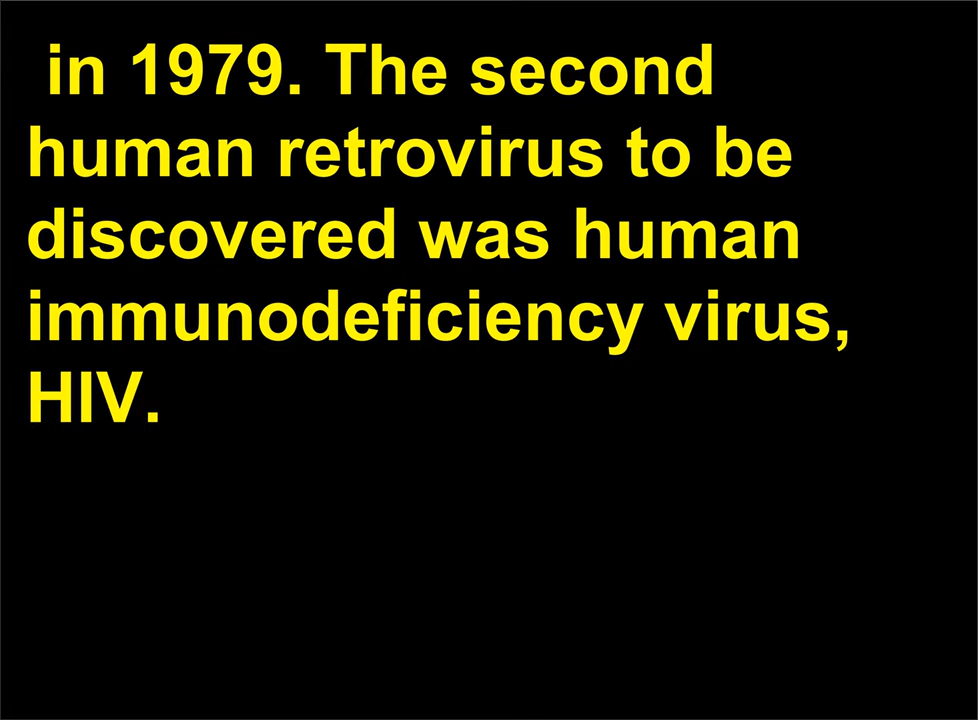 in 1979. The second
human retrovirus to be
discovered was human
immunodeficiency virus,
HIV.